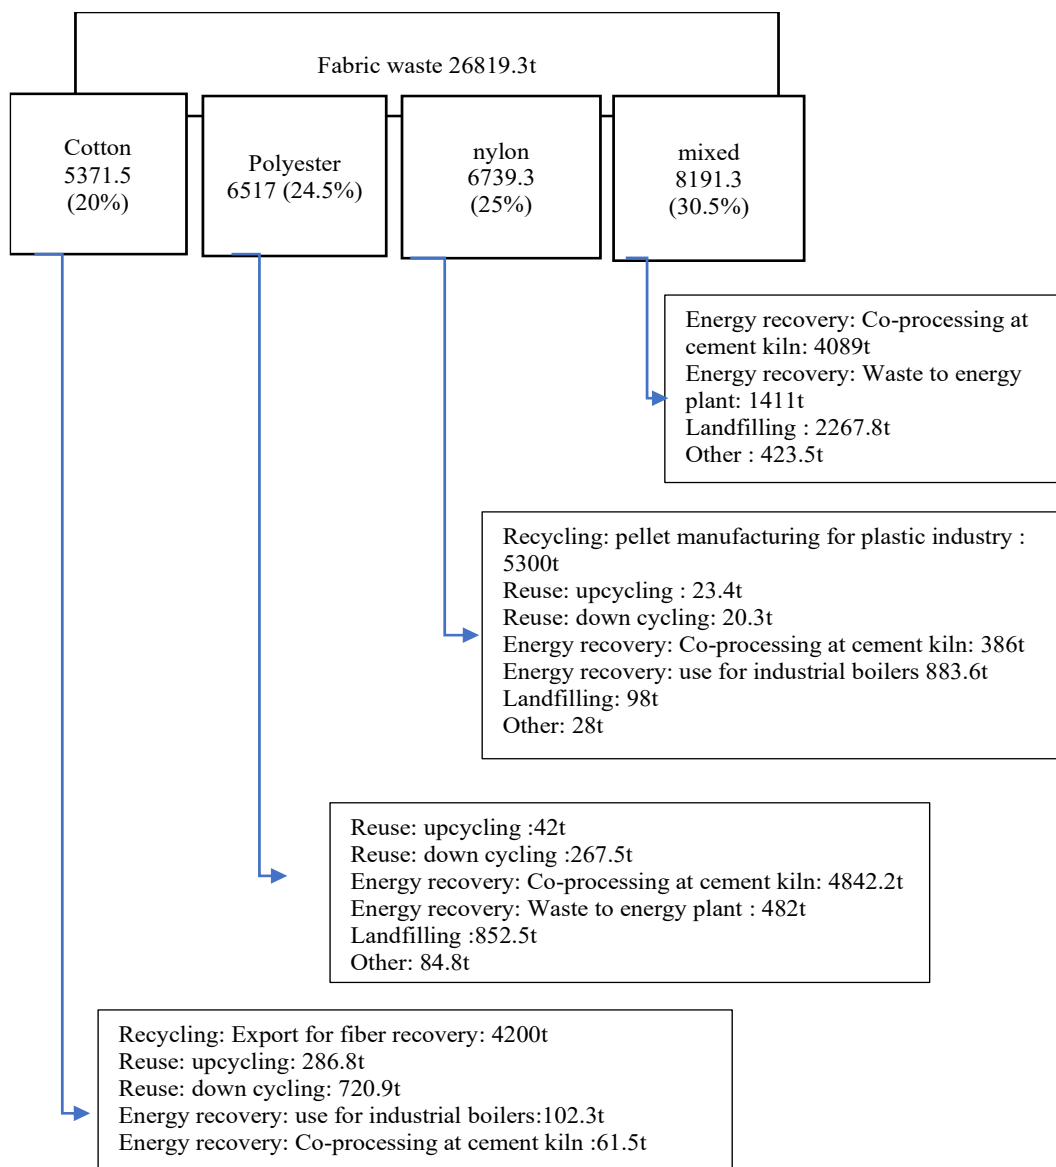 Fabric waste 26819.3t
Cotton
5371.5
(20%)
Polyester
6517 (24.5%)
nylon
6739.3
(25%)
mixed
8191.3
(30.5%)
Energy recovery: Co-processing at
cement kiln: 4089t
Energy recovery: Waste to energy
plant: 1411t
Landfilling : 2267.8t
Other : 423.5t
Recycling: pellet manufacturing for plastic industry :
5300t
Reuse: upcycling : 23.4t
Reuse: down cycling: 20.3t
Energy recovery: Co-processing at cement kiln: 386t
Energy recovery: use for industrial boilers 883.6t
Landfilling: 98t
Other: 28t
Reuse: upcycling :42t
Reuse: down cycling :267.5t
Energy recovery: Co-processing at cement kiln: 4842.2t
Energy recovery: Waste to energy plant : 482t
Landfilling :852.5t
Other: 84.8t
Recycling: Export for fiber recovery: 4200t
Reuse: upcycling: 286.8t
Reuse: down cycling: 720.9t
Energy recovery: use for industrial boilers:102.3t
Energy recovery: Co-processing at cement kiln :61.5t